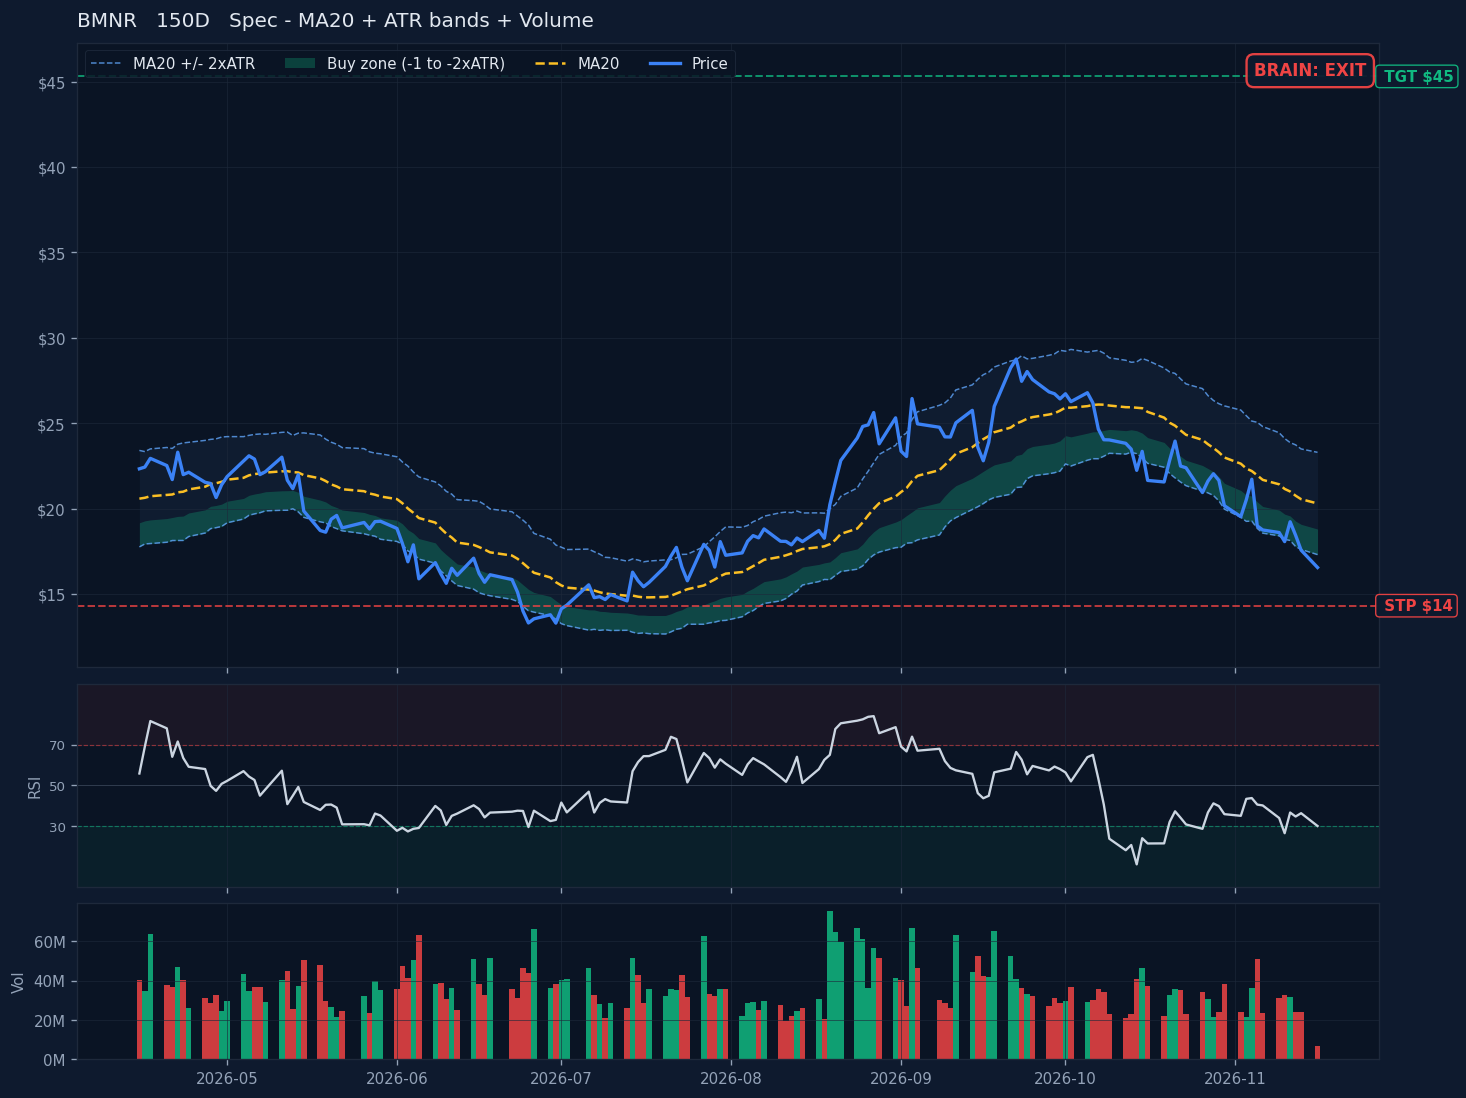 BMNR   150D   Spec - MA20 + ATR bands + Volume
MA20 +/- 2xATR
Buy zone (-1 to -2xATR)
MA20
Price
BRAIN: EXIT
TGT $45
$45
$40
$35
$30
$25
$20
$15
STP $14
RSI
70
50
30
Vol
60M
40M
20M
0M
2026-05
2026-06
2026-07
2026-08
2026-09
2026-10
2026-11